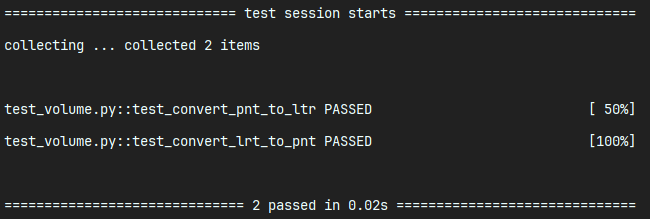 ============================= test session starts =============================
collecting ... collected 2 items
test_volume.py::test_convert_pnt_to_ltr PASSED                           [ 50%]
test_volume.py::test_convert_lrt_to_pnt PASSED                           [100%]
============================== 2 passed in 0.02s ==============================